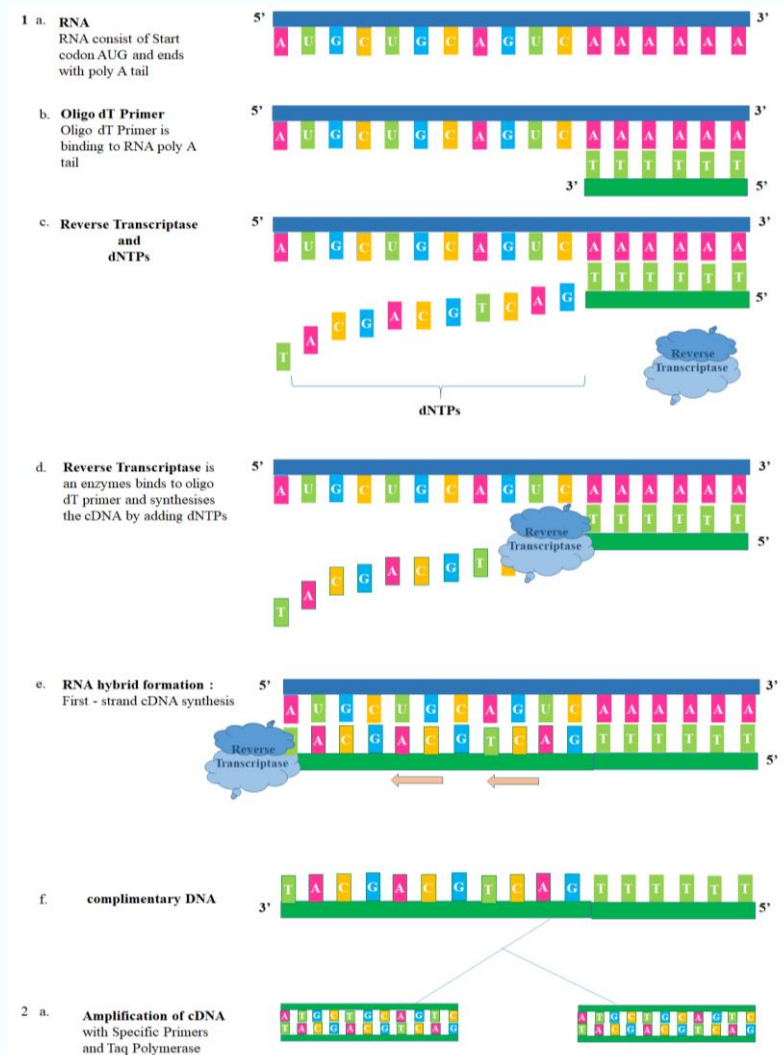 1 a. RNA
RNA consist of Start
codon AUG and ends
with poly A tail
5’ 3’
A U G C U G C A G U C A A A A A A
b. Oligo dT Primer
Oligo dT Primer is
binding to RNA poly A
tail
5’ 3’
A U G C U G C A G U C A A A A A A
T T T T T T
3’ 5’
c. Reverse Transcriptase
and
dNTPs
5’ 3’
A U G C U G C A G U C A A A A A A
T T T T T T
5’
T A C G A C G T C A G
dNTPs
Reverse
Transcriptase
d. Reverse Transcriptase is
an enzymes binds to oligo
dT primer and synthesises
the cDNA by adding dNTPs
5’ 3’
A U G C U G C A G U C A A A A A A
T T T T T T
5’
T A C G A C G T
Reverse
Transcriptase
e. RNA hybrid formation :
First - strand cDNA synthesis
5’ 3’
A U G C U G C A G U C A A A A A A
A C G A C G T C A G T T T T T T
5’
Reverse
Transcriptase
f. complimentary DNA
T A C G A C G T C A G T T T T T T
3’ 5’
2 a. Amplification of cDNA
with Specific Primers
and Taq Polymerase
A T G C T G C A G T C
T A C G A C G T C A G
A T G C T G C A G T C
T A C G A C G T C A G